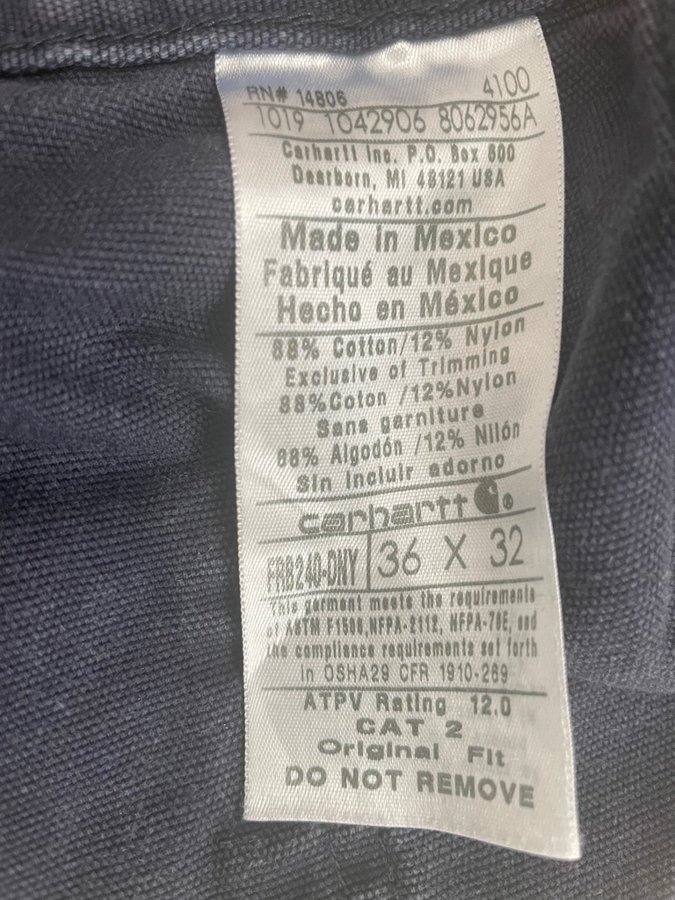 RN# 14806 4100
1019 1042906 8062956A
Carhartt Inc. P.O. Box 600
Dearborn, MI 48121 USA
carhartt.com
Made in Mexico
Fabriqué au Mexique
Hecho en México
88% Cotton/12% Nylon
Exclusive of Trimming
88%Coton /12%Nylon
Sans garniture
88% Algodón /12% Nilón
Sin incluir adorno
carhartt ®
FRB240-DNY 36 X 32
This garment meets the requirements
of ASTM F1506,NFPA-2112, NFPA-70E, and
the compliance requirements set forth
in OSHA29 CFR 1910-269
ATPV Rating 12.0
CAT 2
Original Fit
DO NOT REMOVE